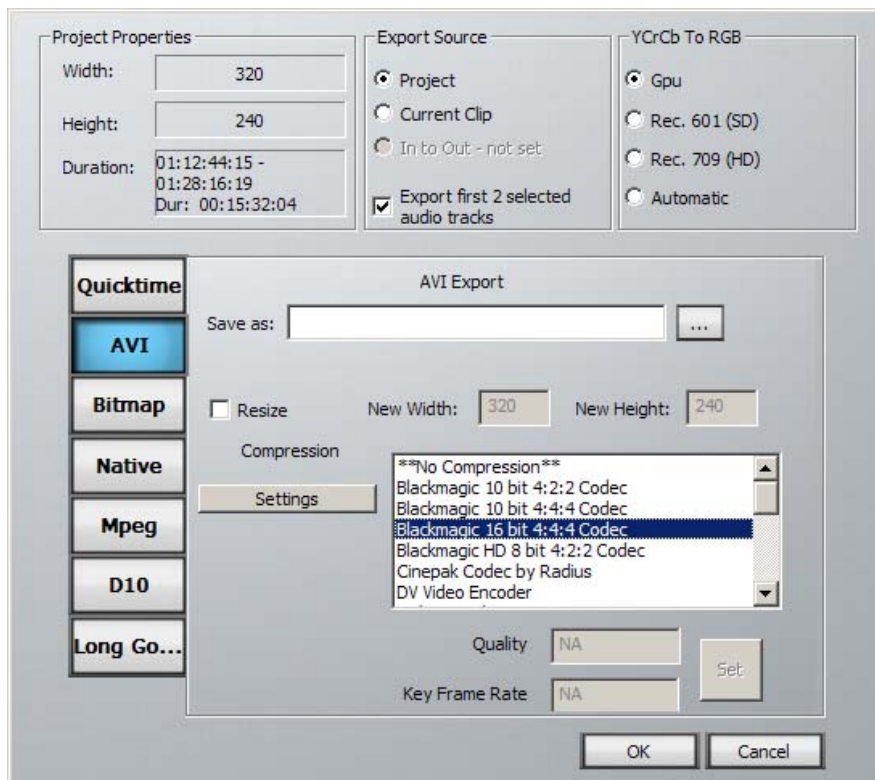 Project Properties
Width:
320
Height:
240
Duration:
01:12:44:15 -
01:28:16:19
Dur: 00:15:32:04
Export Source
Project
Current Clip
In to Out - not set
Export first 2 selected
audio tracks
YCrCb To RGB
Gpu
Rec. 601 (SD)
Rec. 709 (HD)
Automatic
Quicktime
AVI
Bitmap
Native
Mpeg
D10
Long Go...
AVI Export
Save as:
...
Resize
New Width:
320
New Height:
240
Compression
Settings
**No Compression**
Blackmagic 10 bit 4:2:2 Codec
Blackmagic 10 bit 4:4:4 Codec
Blackmagic 16 bit 4:4:4 Codec
Blackmagic HD 8 bit 4:2:2 Codec
Cinepak Codec by Radius
DV Video Encoder
Quality
NA
Key Frame Rate
NA
Set
OK
Cancel